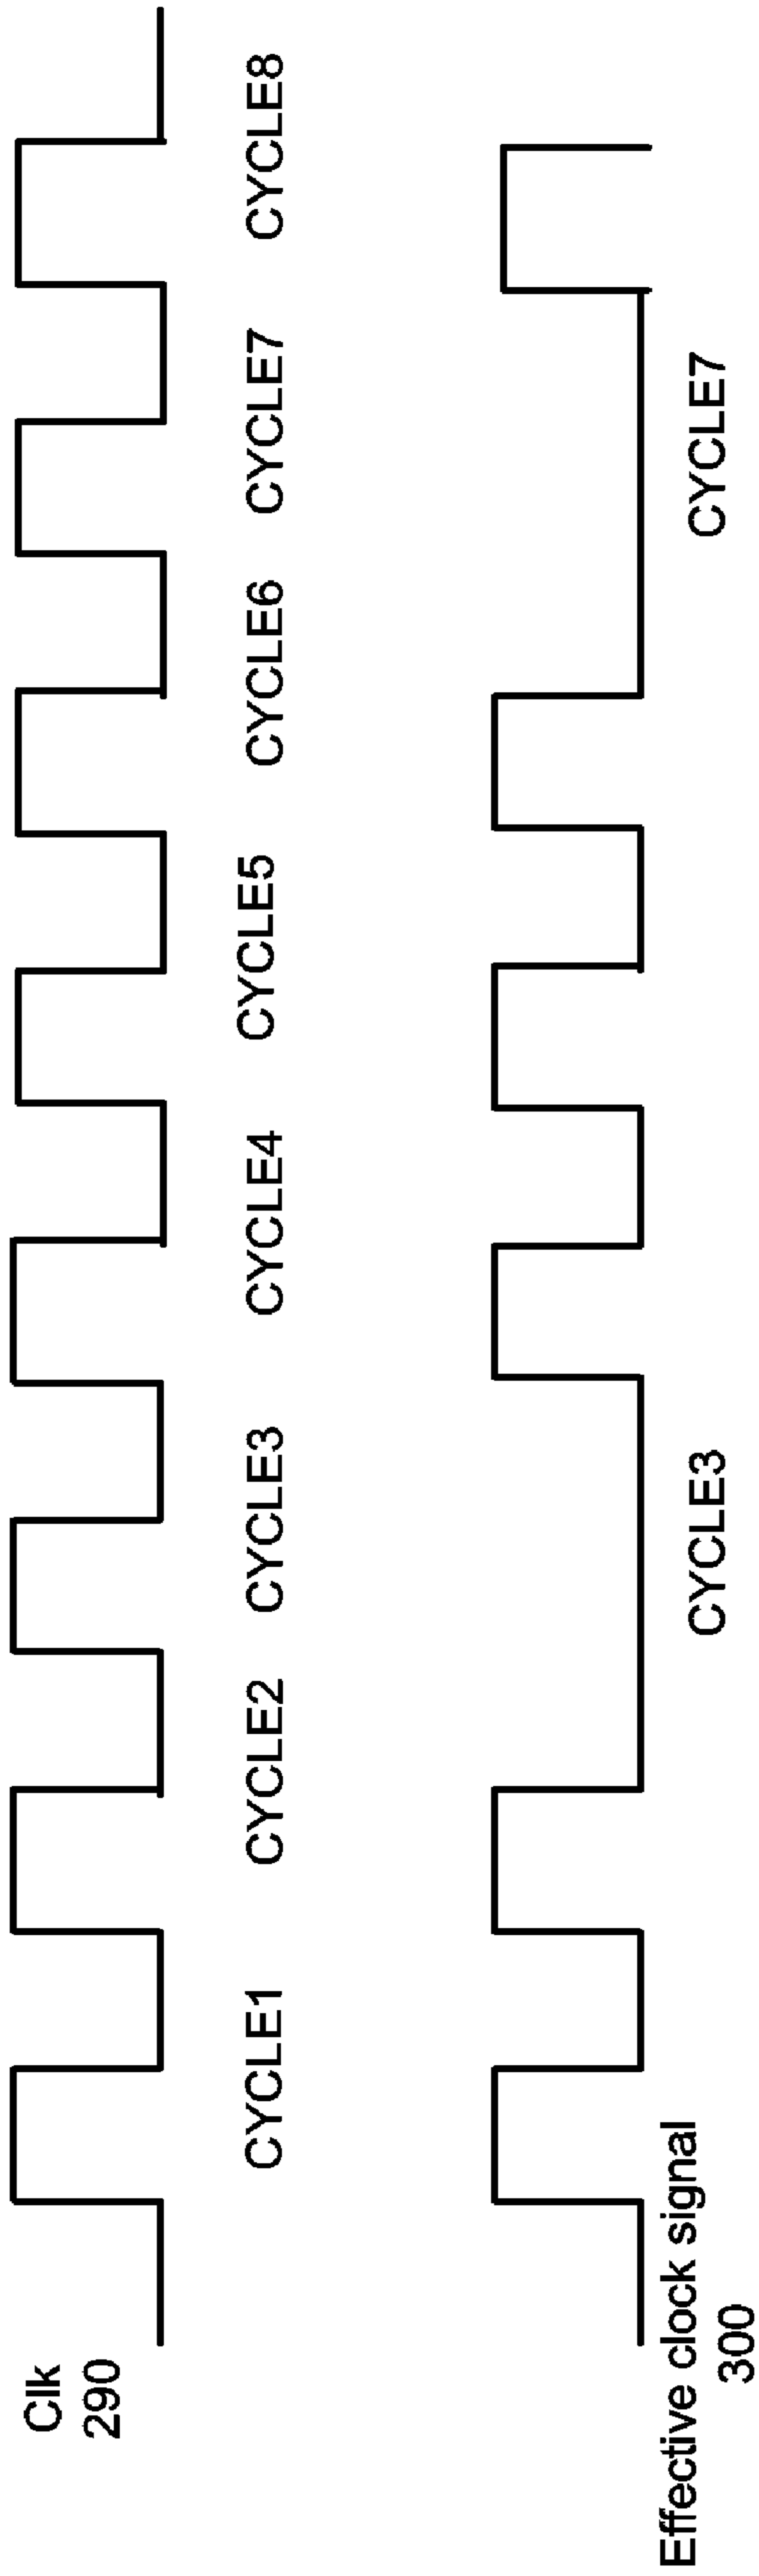 Clk
290
CYCLE1
CYCLE2
CYCLE3
CYCLE4
CYCLE5
CYCLE6
CYCLE7
CYCLE8
CYCLE3
CYCLE7
Effective clock signal
300